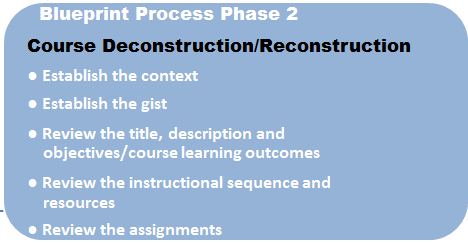 Blueprint Process Phase 2
Course Deconstruction/Reconstruction
● Establish the context
● Establish the gist
● Review the title, description and
objectives/course learning outcomes
● Review the instructional sequence and
resources
● Review the assignments